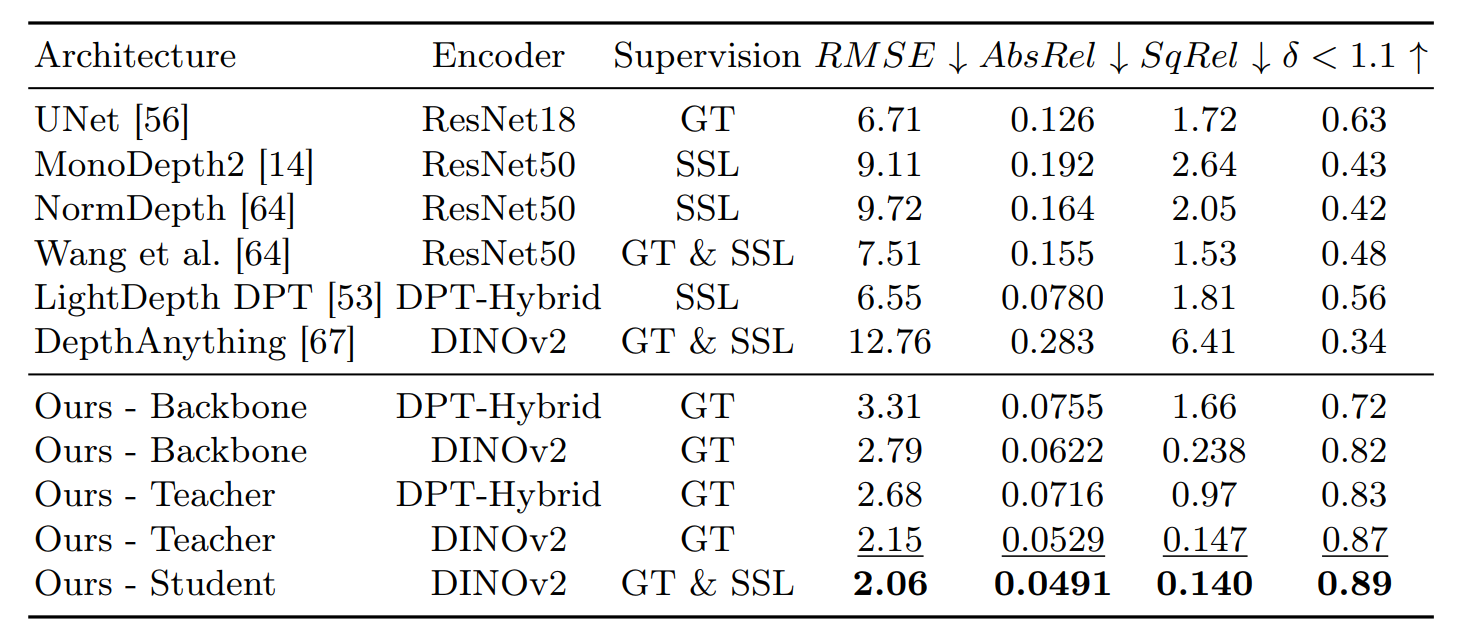 Architecture Encoder Supervision RMSE ↓ AbsRel ↓ SqRel ↓ δ < 1.1 ↑
UNet [56] ResNet18 GT 6.71 0.126 1.72 0.63
MonoDepth2 [14] ResNet50 SSL 9.11 0.192 2.64 0.43
NormDepth [64] ResNet50 SSL 9.72 0.164 2.05 0.42
Wang et al. [64] ResNet50 GT & SSL 7.51 0.155 1.53 0.48
LightDepth DPT [53] DPT-Hybrid SSL 6.55 0.0780 1.81 0.56
DepthAnything [67] DINOv2 GT & SSL 12.76 0.283 6.41 0.34
Ours - Backbone DPT-Hybrid GT 3.31 0.0755 1.66 0.72
Ours - Backbone DINOv2 GT 2.79 0.0622 0.238 0.82
Ours - Teacher DPT-Hybrid GT 2.68 0.0716 0.97 0.83
Ours - Teacher DINOv2 GT 2.15 0.0529 0.147 0.87
Ours - Student DINOv2 GT & SSL 2.06 0.0491 0.140 0.89